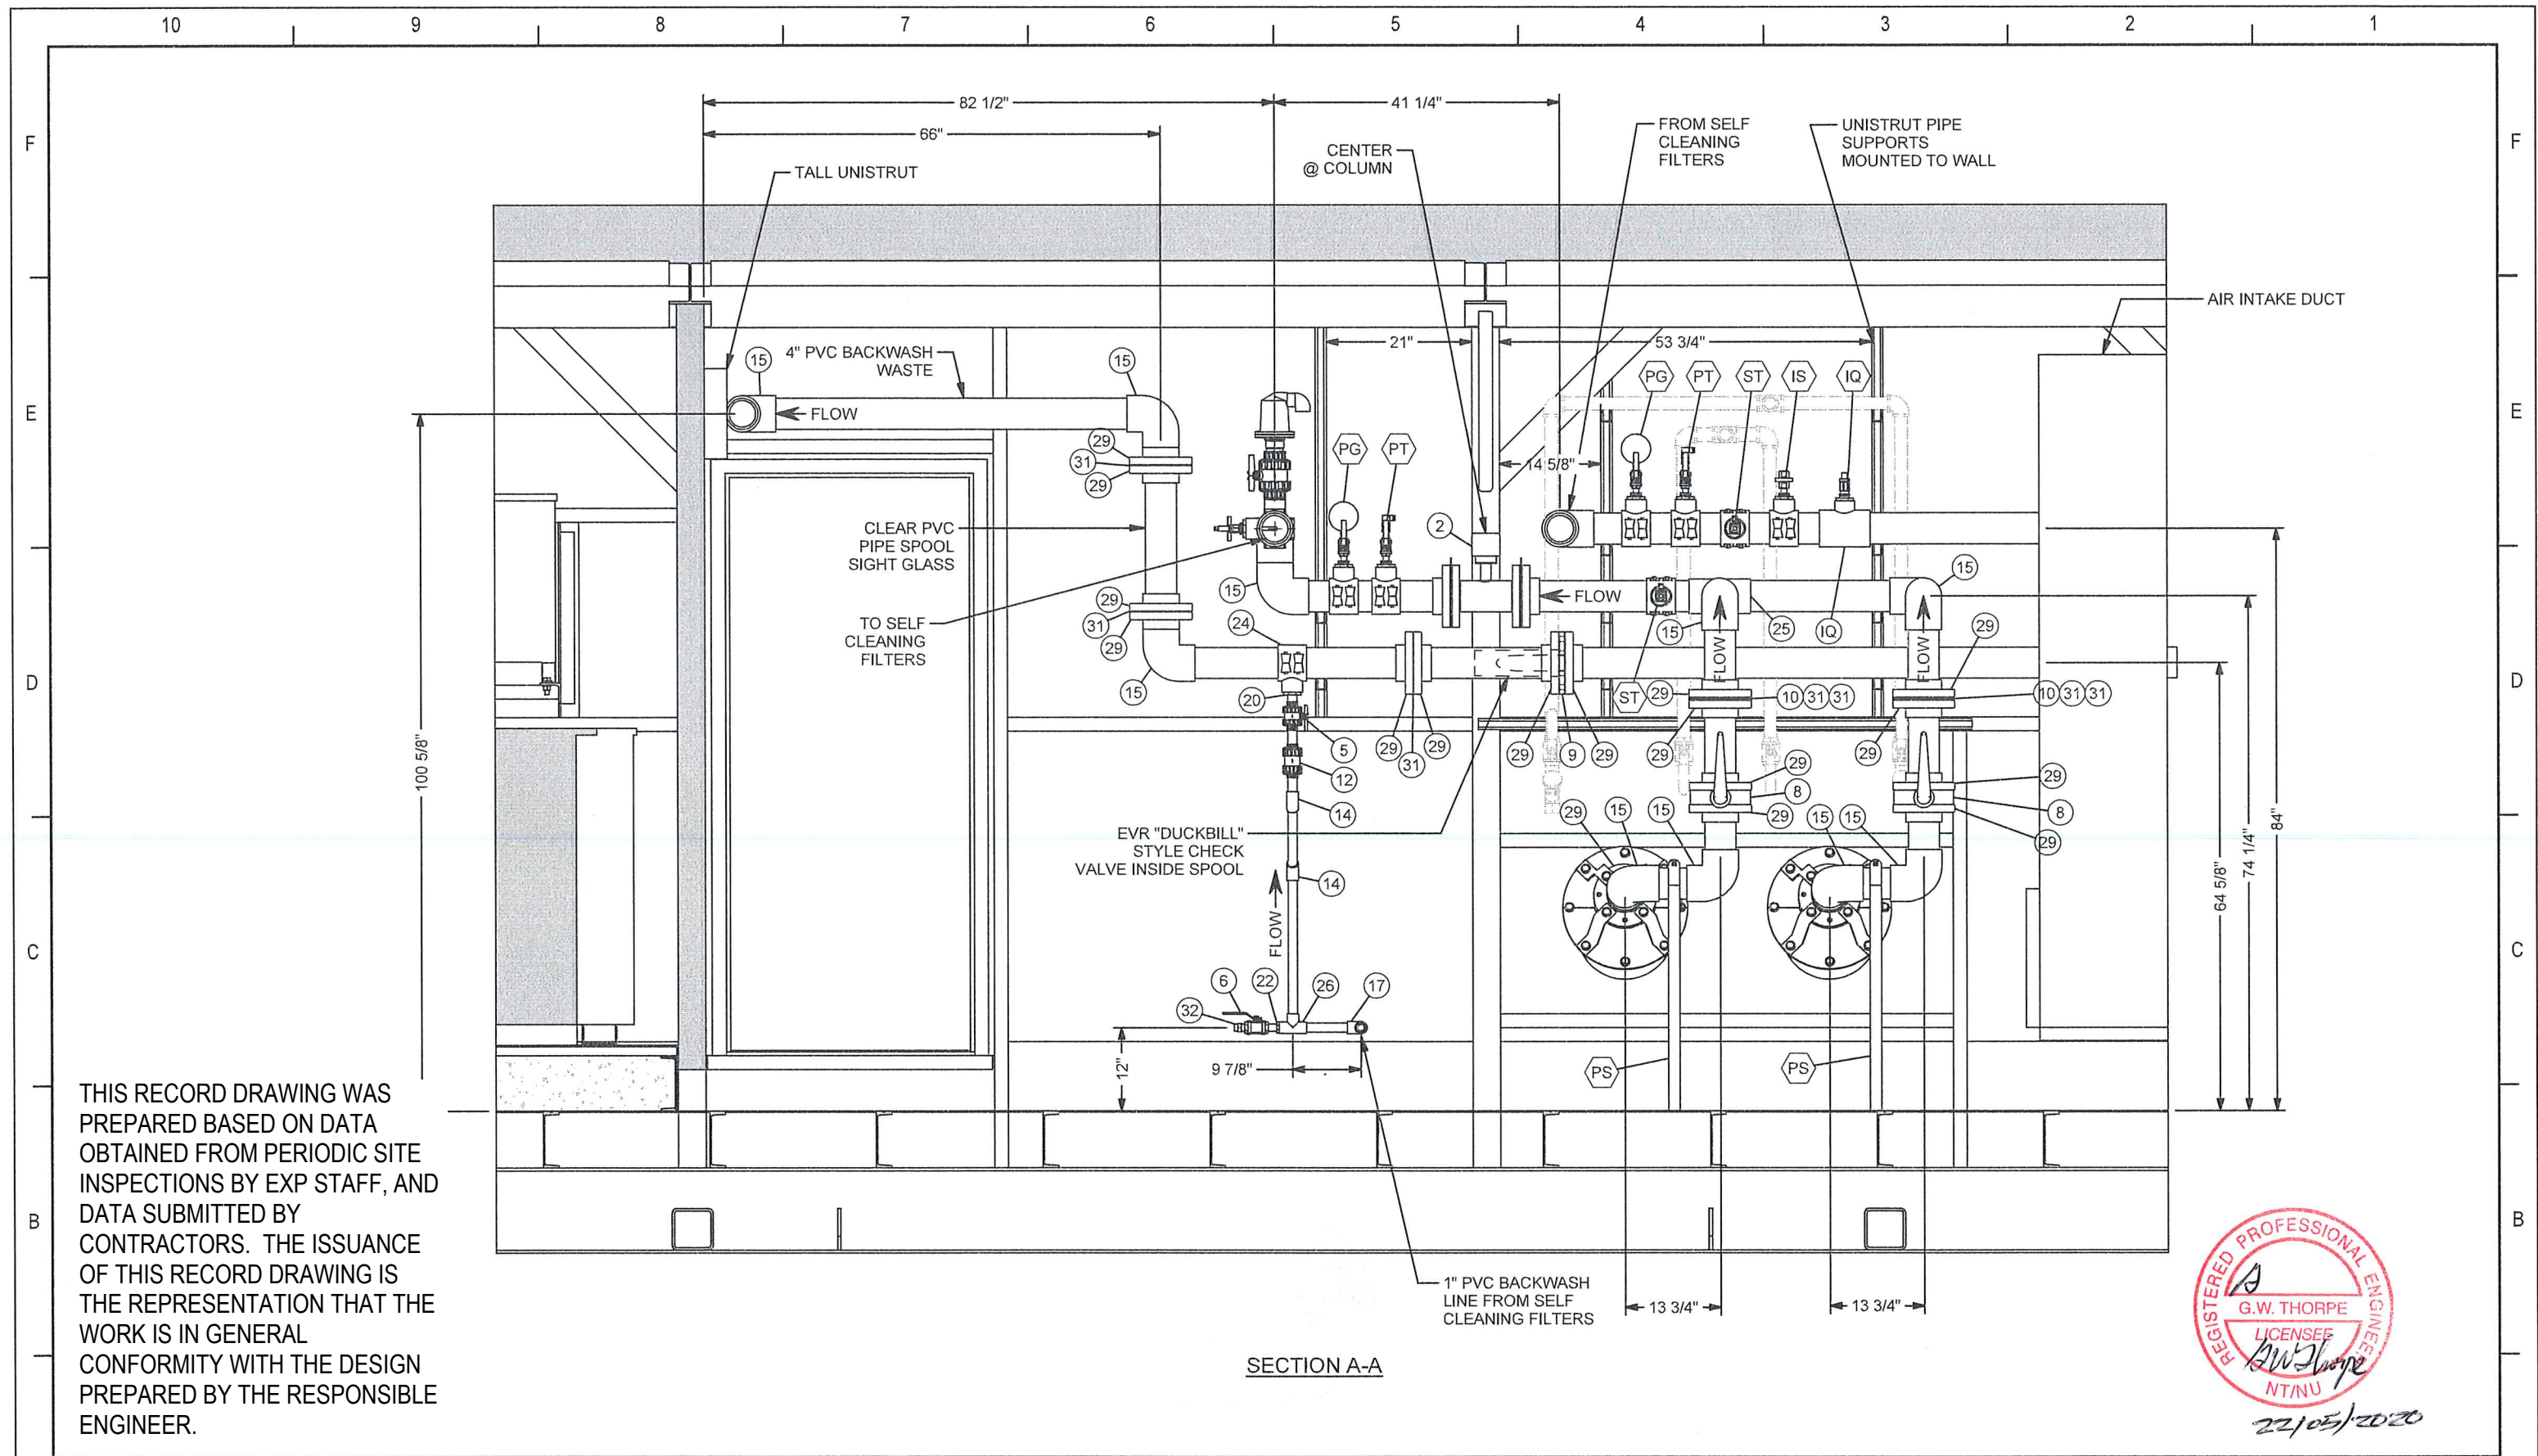 10 9 8 7 6 5 4 3 2 1
F
E
D
C
B
F
E
D
C
B
82 1/2"
41 1/4"
66"
TALL UNISTRUT
CENTER
@ COLUMN
FROM SELF
CLEANING
FILTERS
UNISTRUT PIPE
SUPPORTS
MOUNTED TO WALL
AIR INTAKE DUCT
21"
53 3/4"
14 5/8"
15
4" PVC BACKWASH
WASTE
15
FLOW
PG
PT
PG
PT
ST
IS
IQ
29
31
29
CLEAR PVC
PIPE SPOOL
SIGHT GLASS
2
29
31
29
15
TO SELF
CLEANING
FILTERS
15
FLOW
15
25
IQ
15
FLOW
FLOW
29
24
20
15
ST
29
10 31 31
10 31 31
5
29
31
29
29
9
29
29
29
12
14
29
8
29
29
8
29
EVR "DUCKBILL"
STYLE CHECK
VALVE INSIDE SPOOL
14
29
15
15
15
15
FLOW
100 5/8"
64 5/8"
74 1/4"
84"
6
22
26
17
32
12"
9 7/8"
PS
PS
1" PVC BACKWASH
LINE FROM SELF
CLEANING FILTERS
13 3/4"
13 3/4"
SECTION A-A
THIS RECORD DRAWING WAS
PREPARED BASED ON DATA
OBTAINED FROM PERIODIC SITE
INSPECTIONS BY EXP STAFF, AND
DATA SUBMITTED BY
CONTRACTORS. THE ISSUANCE
OF THIS RECORD DRAWING IS
THE REPRESENTATION THAT THE
WORK IS IN GENERAL
CONFORMITY WITH THE DESIGN
PREPARED BY THE RESPONSIBLE
ENGINEER.
REGISTERED PROFESSIONAL ENGINEER
G.W. THORPE
LICENSEE
GWThorpe
NT/NU
22/05/2020